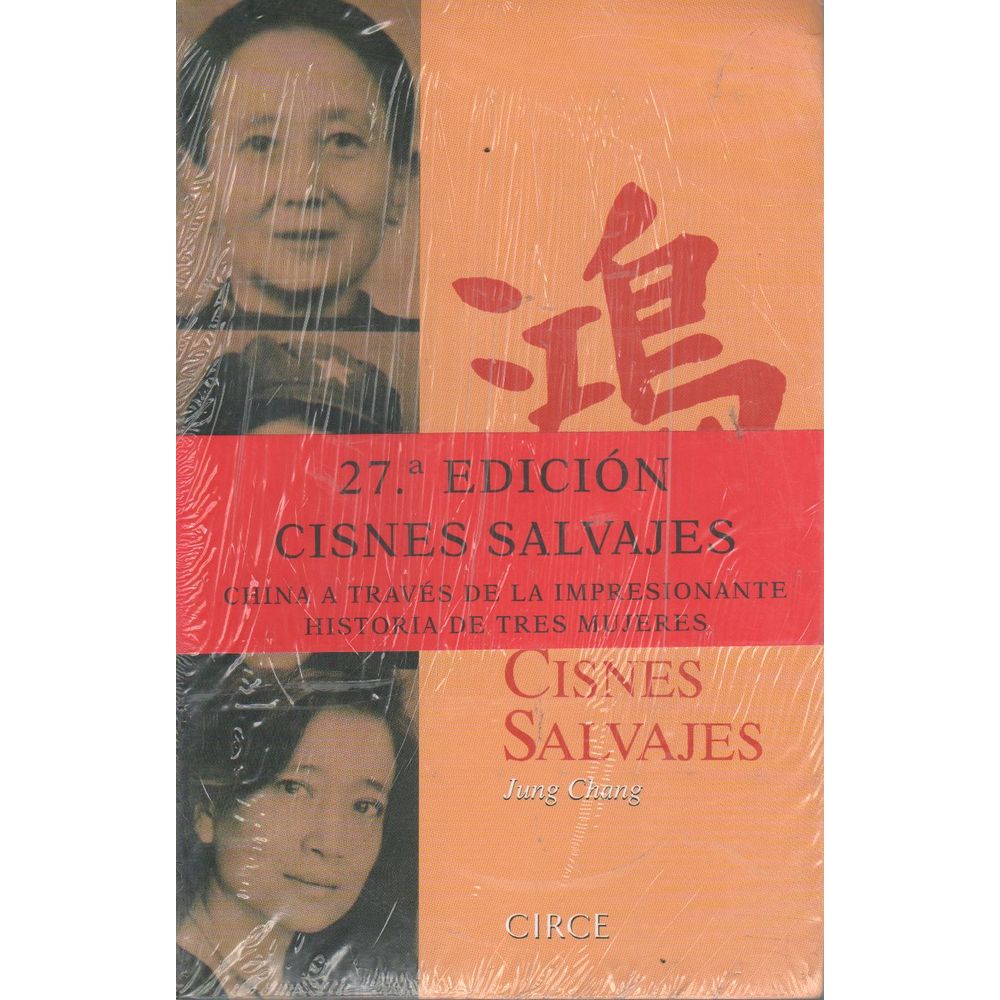 鴻
27.ª EDICIÓN
CISNES SALVAJES
CHINA A TRAVÉS DE LA IMPRESIONANTE
HISTORIA DE TRES MUJERES
CISNES
SALVAJES
Jung Chang
CIRCE